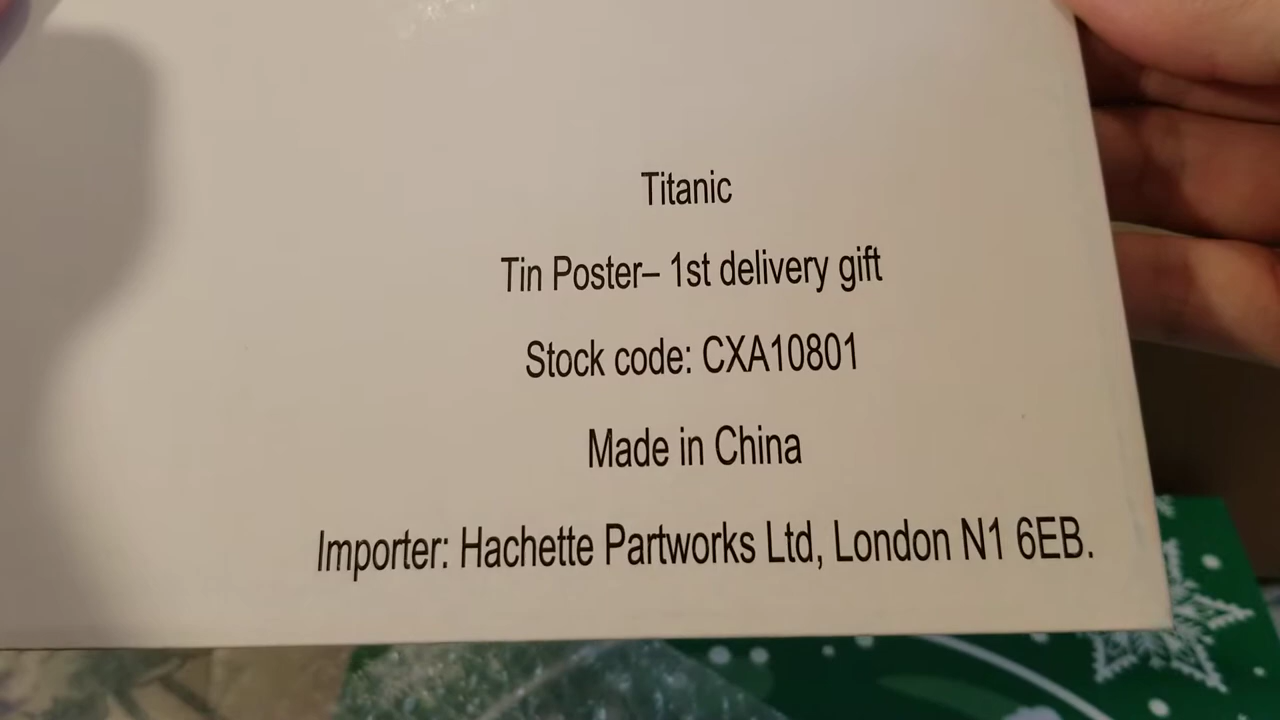 Titanic
Tin Poster– 1st delivery gift
Stock code: CXA10801
Made in China
Importer: Hachette Partworks Ltd, London N1 6EB.